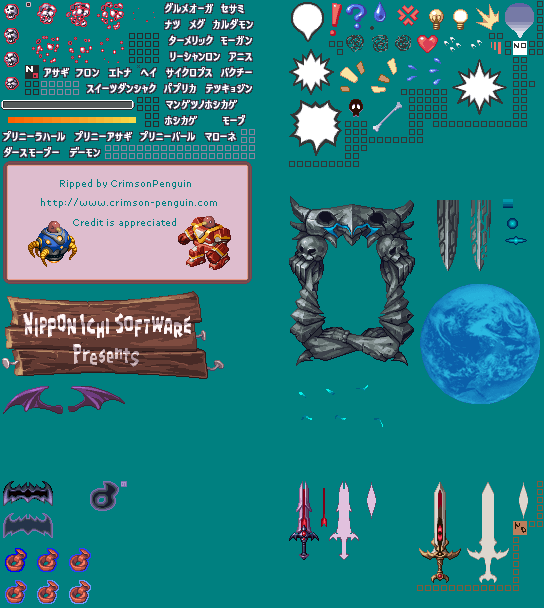 グルメオーガ セサミ
ナツ メグ カルダモン
ターメリック モーガン
リーシャンロン アニス
アサギ フロン エトナ ヘイ サイクロプス パクチー
スイーツダンシャク パプリカ テツキョジン
マンゲツノホシカゲ
ホシカゲ モーブ
プリニーラハール プリニーアサギ プリニーバール マローネ
ダースモーブー デーモン
Ripped by CrimsonPenguin
http://www.crimson-penguin.com
Credit is appreciated
NIPPON ICHI SOFTWARE
Presents